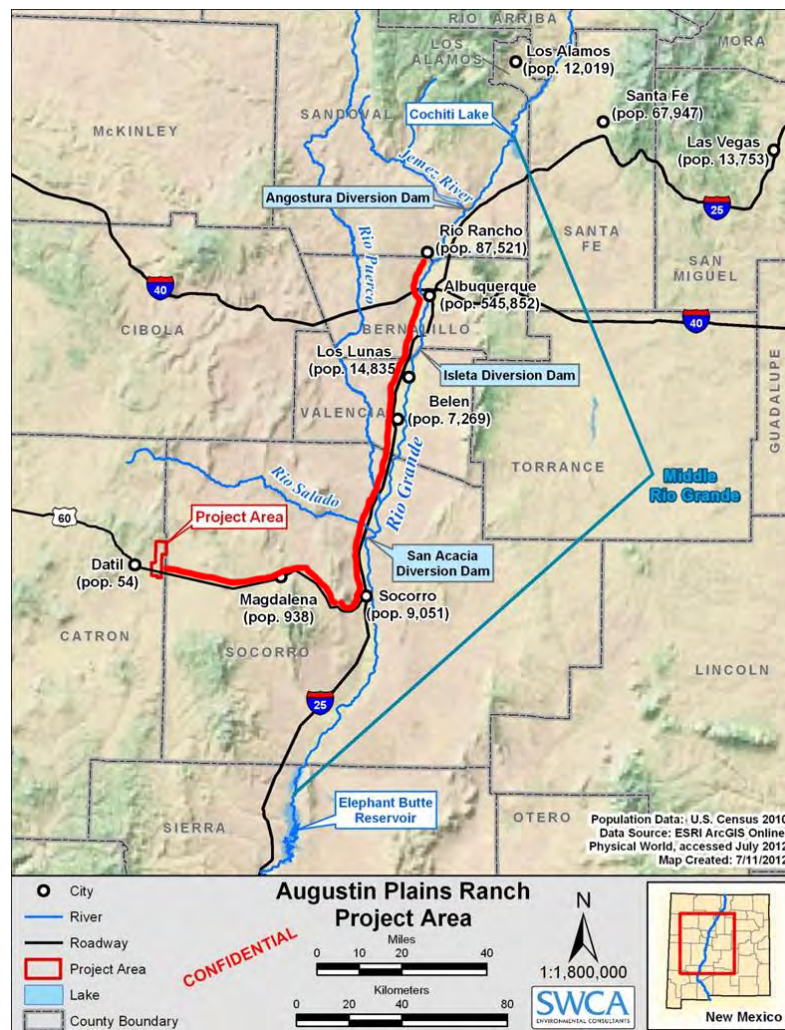 RIO ARRIBA
MORA
LOS
ALAMOS
Los Alamos
(pop. 12,019)
SANDOVAL
McKINLEY
Santa Fe
(pop. 67,947)
Cochiti Lake
Las Vegas
(pop. 13,753)
Jemez River
Angostura Diversion Dam
25
Rio Rancho
(pop. 87,521)
SANTA
FE
SAN
MIGUEL
Rio Puerco
40
Albuquerque
(pop. 545,852)
40
CIBOLA
BERNALILLO
Los Lunas
(pop. 14,835)
Isleta Diversion Dam
GUADALUPE
Belen
(pop. 7,269)
VALENCIA
TORRANCE
Rio Salado
Rio Grande
Middle
Rio Grande
60
Project Area
Datil
(pop. 54)
San Acacia
Diversion Dam
Magdalena
(pop. 938)
Socorro
(pop. 9,051)
CATRON
SOCORRO
LINCOLN
25
Elephant Butte
Reservoir
SIERRA
OTERO
Population Data: U.S. Census 2010
Data Source: ESRI ArcGIS Online
Physical World, accessed July 2012
Map Created: 7/11/2012
City
River
Roadway
Project Area
Lake
County Boundary
Augustin Plains Ranch
Project Area
CONFIDENTIAL
Miles
0 10 20 40
Kilometers
0 20 40 80
N
1:1,800,000
SWCA
ENVIRONMENTAL CONSULTANTS
New Mexico